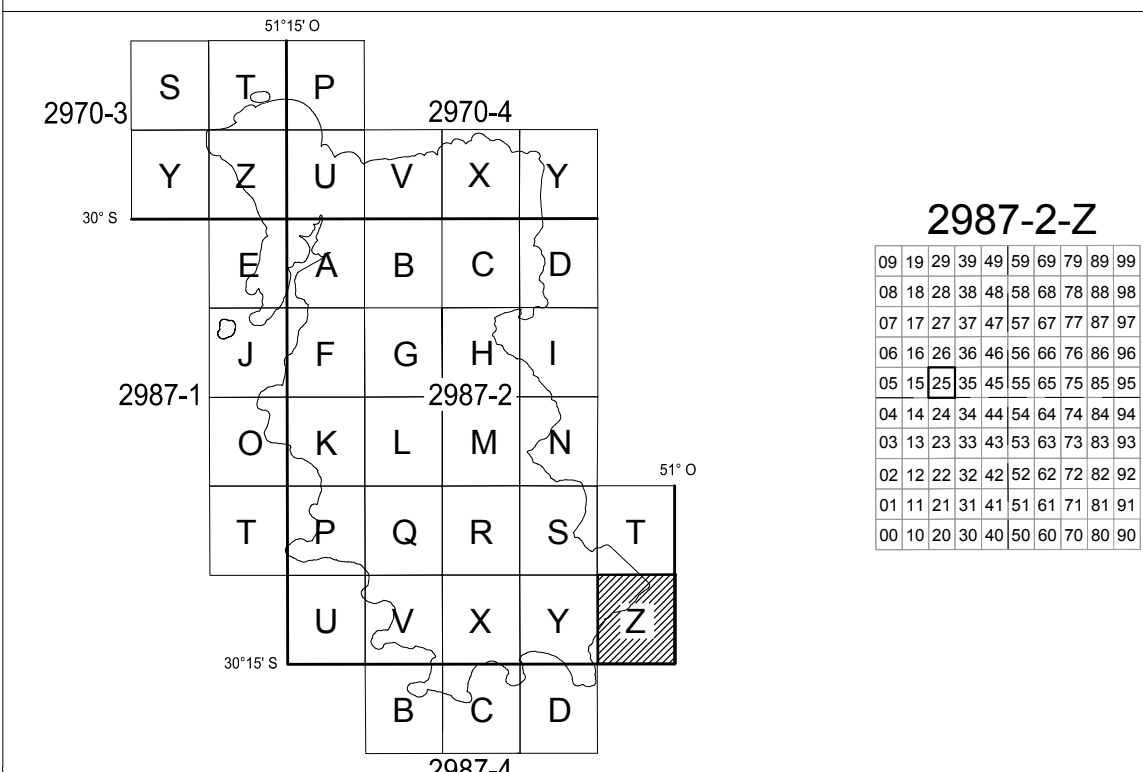 51°15' O
S T P
2970-3
2970-4
Y Z U V X Y
30° S
E A B C D
J F G H I
2987-1
2987-2
O K L M N
51° O
T P Q R S T
U V X Y Z
30°15' S
B C D
2987-4
2987-2-Z
09 19 29 39 49 59 69 79 89 99
08 18 28 38 48 58 68 78 88 98
07 17 27 37 47 57 67 77 87 97
06 16 26 36 46 56 66 76 86 96
05 15 25 35 45 55 65 75 85 95
04 14 24 34 44 54 64 74 84 94
03 13 23 33 43 53 63 73 83 93
02 12 22 32 42 52 62 72 82 92
01 11 21 31 41 51 61 71 81 91
00 10 20 30 40 50 60 70 80 90